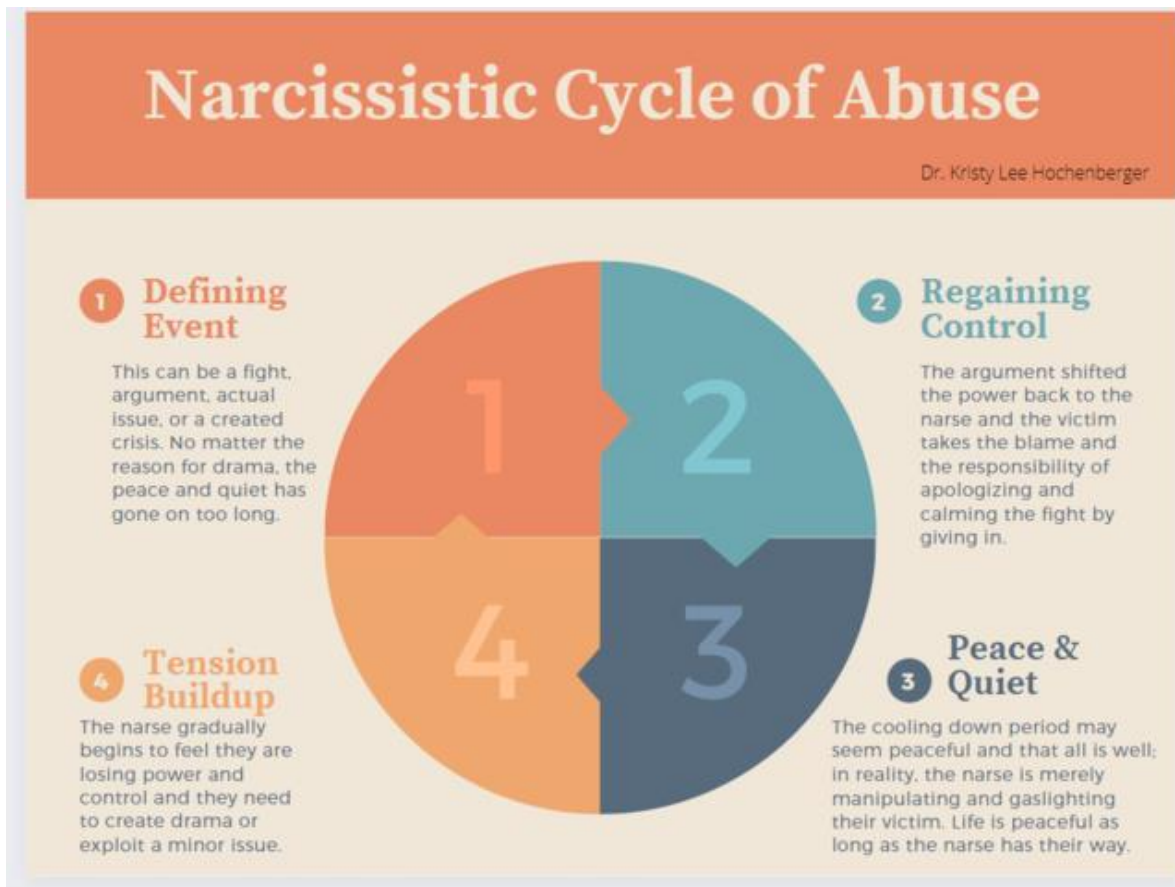 Narcissistic Cycle of Abuse
Dr. Kristy Lee Hochenberger
1
Defining
Event
This can be a fight,
argument, actual
issue, or a created
crisis. No matter the
reason for drama, the
peace and quiet has
gone on too long.
2
Regaining
Control
The argument shifted
the power back to the
narse and the victim
takes the blame and
the responsibility of
apologizing and
calming the fight by
giving in.
1
2
4
3
3
Peace &
Quiet
The cooling down period may
seem peaceful and that all is well;
in reality, the narse is merely
manipulating and gaslighting
their victim. Life is peaceful as
long as the narse has their way.
4
Tension
Buildup
The narse gradually
begins to feel they are
losing power and
control and they need
to create drama or
exploit a minor issue.